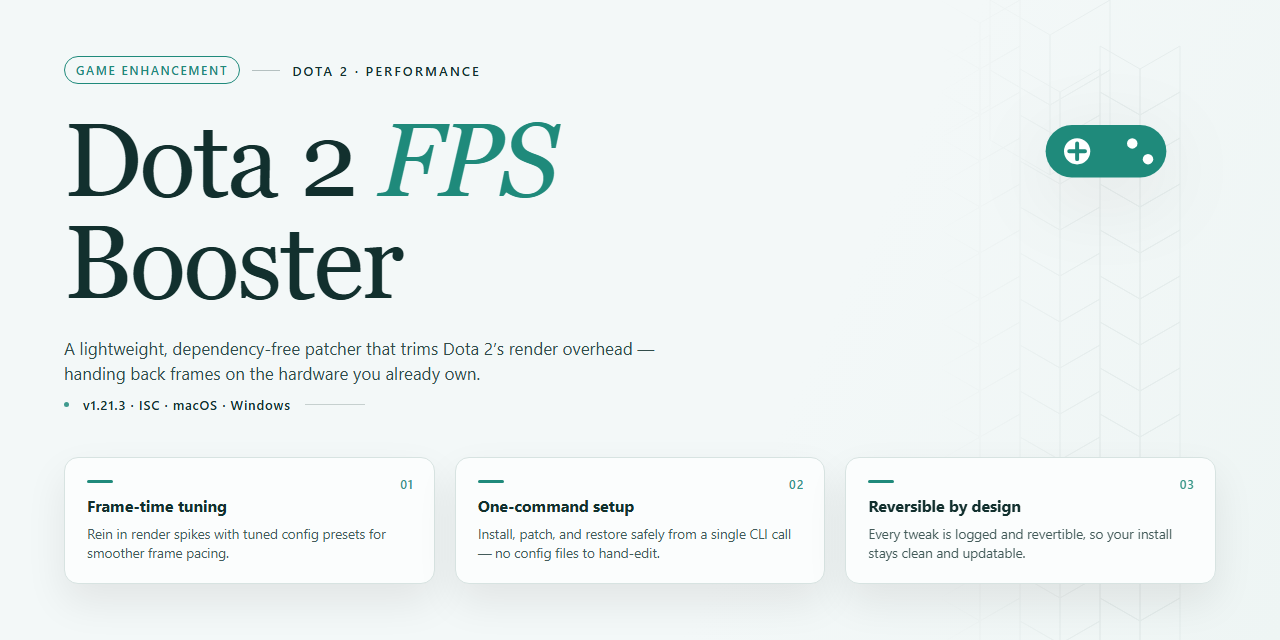 GAME ENHANCEMENT
DOTA 2 · PERFORMANCE
Dota 2 FPS
Booster
A lightweight, dependency-free patcher that trims Dota 2’s render overhead —
handing back frames on the hardware you already own.
v1.21.3 · ISC · macOS · Windows
01
Frame-time tuning
Rein in render spikes with tuned config presets for
smoother frame pacing.
02
One-command setup
Install, patch, and restore safely from a single CLI call
— no config files to hand-edit.
03
Reversible by design
Every tweak is logged and revertible, so your install
stays clean and updatable.